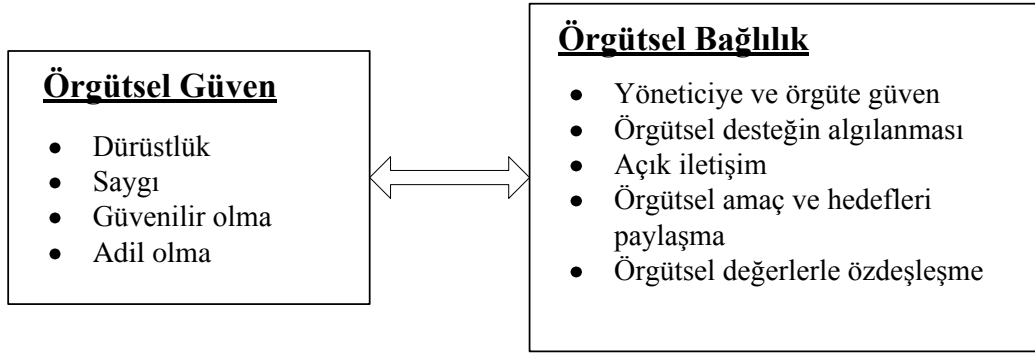 Örgütsel Güven
● Dürüstlük
● Saygı
● Güvenilir olma
● Adil olma
Örgütsel Bağlılık
● Yöneticiye ve örgüte güven
● Örgütsel desteğin algılanması
● Açık iletişim
● Örgütsel amaç ve hedefleri
paylaşma
● Örgütsel değerlerle özdeşleşme